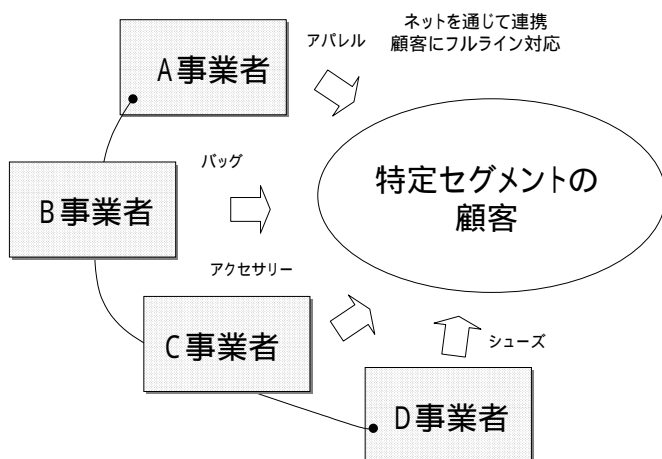 ネットを通じて連携
顧客にフルライン対応
アパレル
A事業者
バッグ
B事業者
特定セグメントの
顧客
アクセサリー
C事業者
シューズ
D事業者